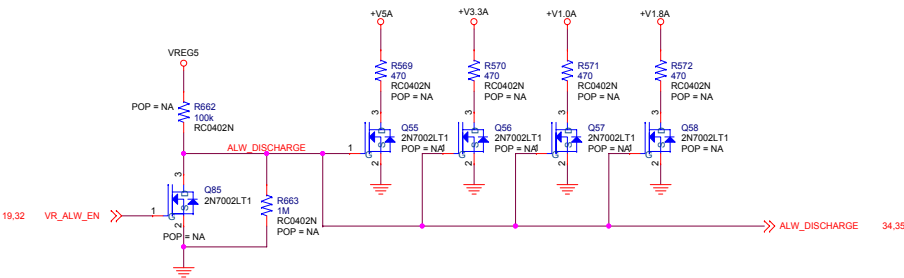 +V5A
+V3.3A
+V1.0A
+V1.8A
VREG5
R569
470
RC0402N
POP = NA
R570
470
RC0402N
POP = NA
R571
470
RC0402N
POP = NA
R572
470
RC0402N
POP = NA
POP = NA
R662
100k
RC0402N
3
Q55
2N7002LT1
POP = NA
1
G
D
S
2
3
Q56
2N7002LT1
POP = NA
1
G
D
S
2
3
Q57
2N7002LT1
POP = NA
1
G
D
S
2
3
Q58
2N7002LT1
POP = NA
1
G
D
S
2
ALW_DISCHARGE
3
Q85
2N7002LT1
1
G
D
S
2
POP = NA
R663
1M
RC0402N
POP = NA
19,32 VR_ALW_EN
ALW_DISCHARGE 34,35